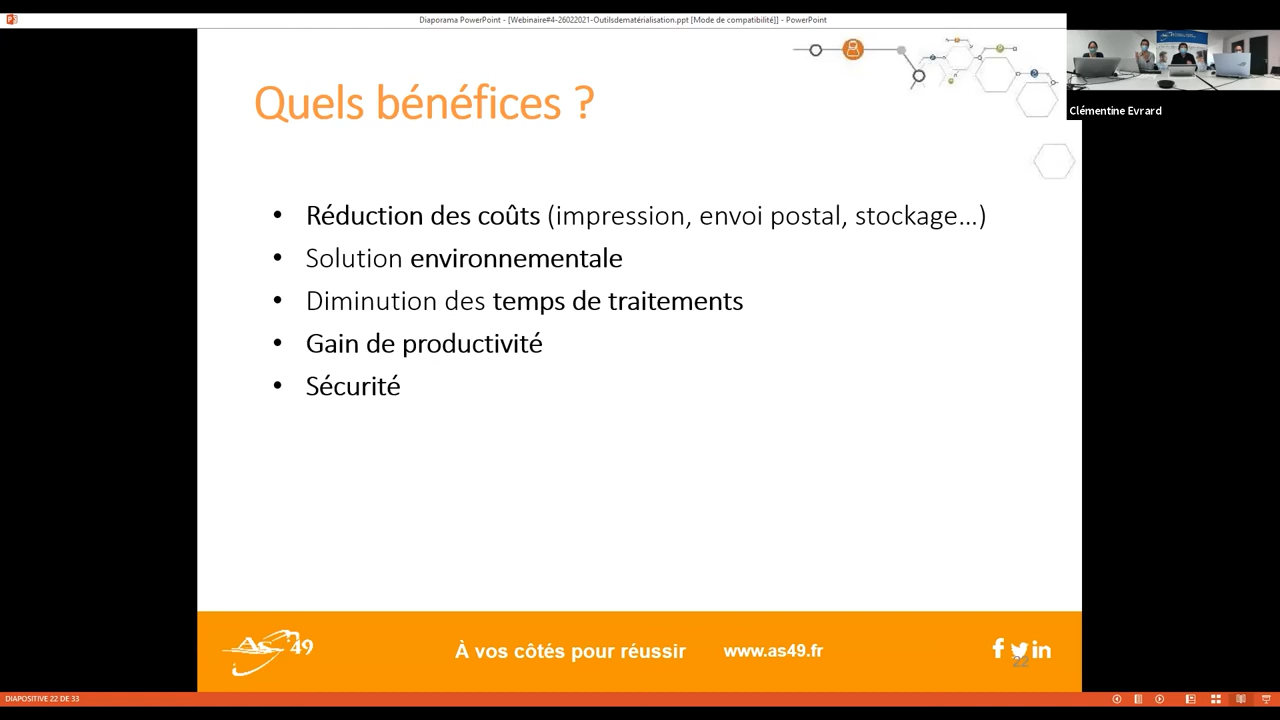 Diaporama PowerPoint - [Webinaire#4-26022021-Outilsdematérialisation.ppt [Mode de compatibilité]] - PowerPoint
Clémentine Evrard
Quels bénéfices ?
• Réduction des coûts (impression, envoi postal, stockage...)
• Solution environnementale
• Diminution des temps de traitements
• Gain de productivité
• Sécurité
As 49
À vos côtés pour réussir
www.as49.fr
22
DIAPOSITIVE 22 DE 33